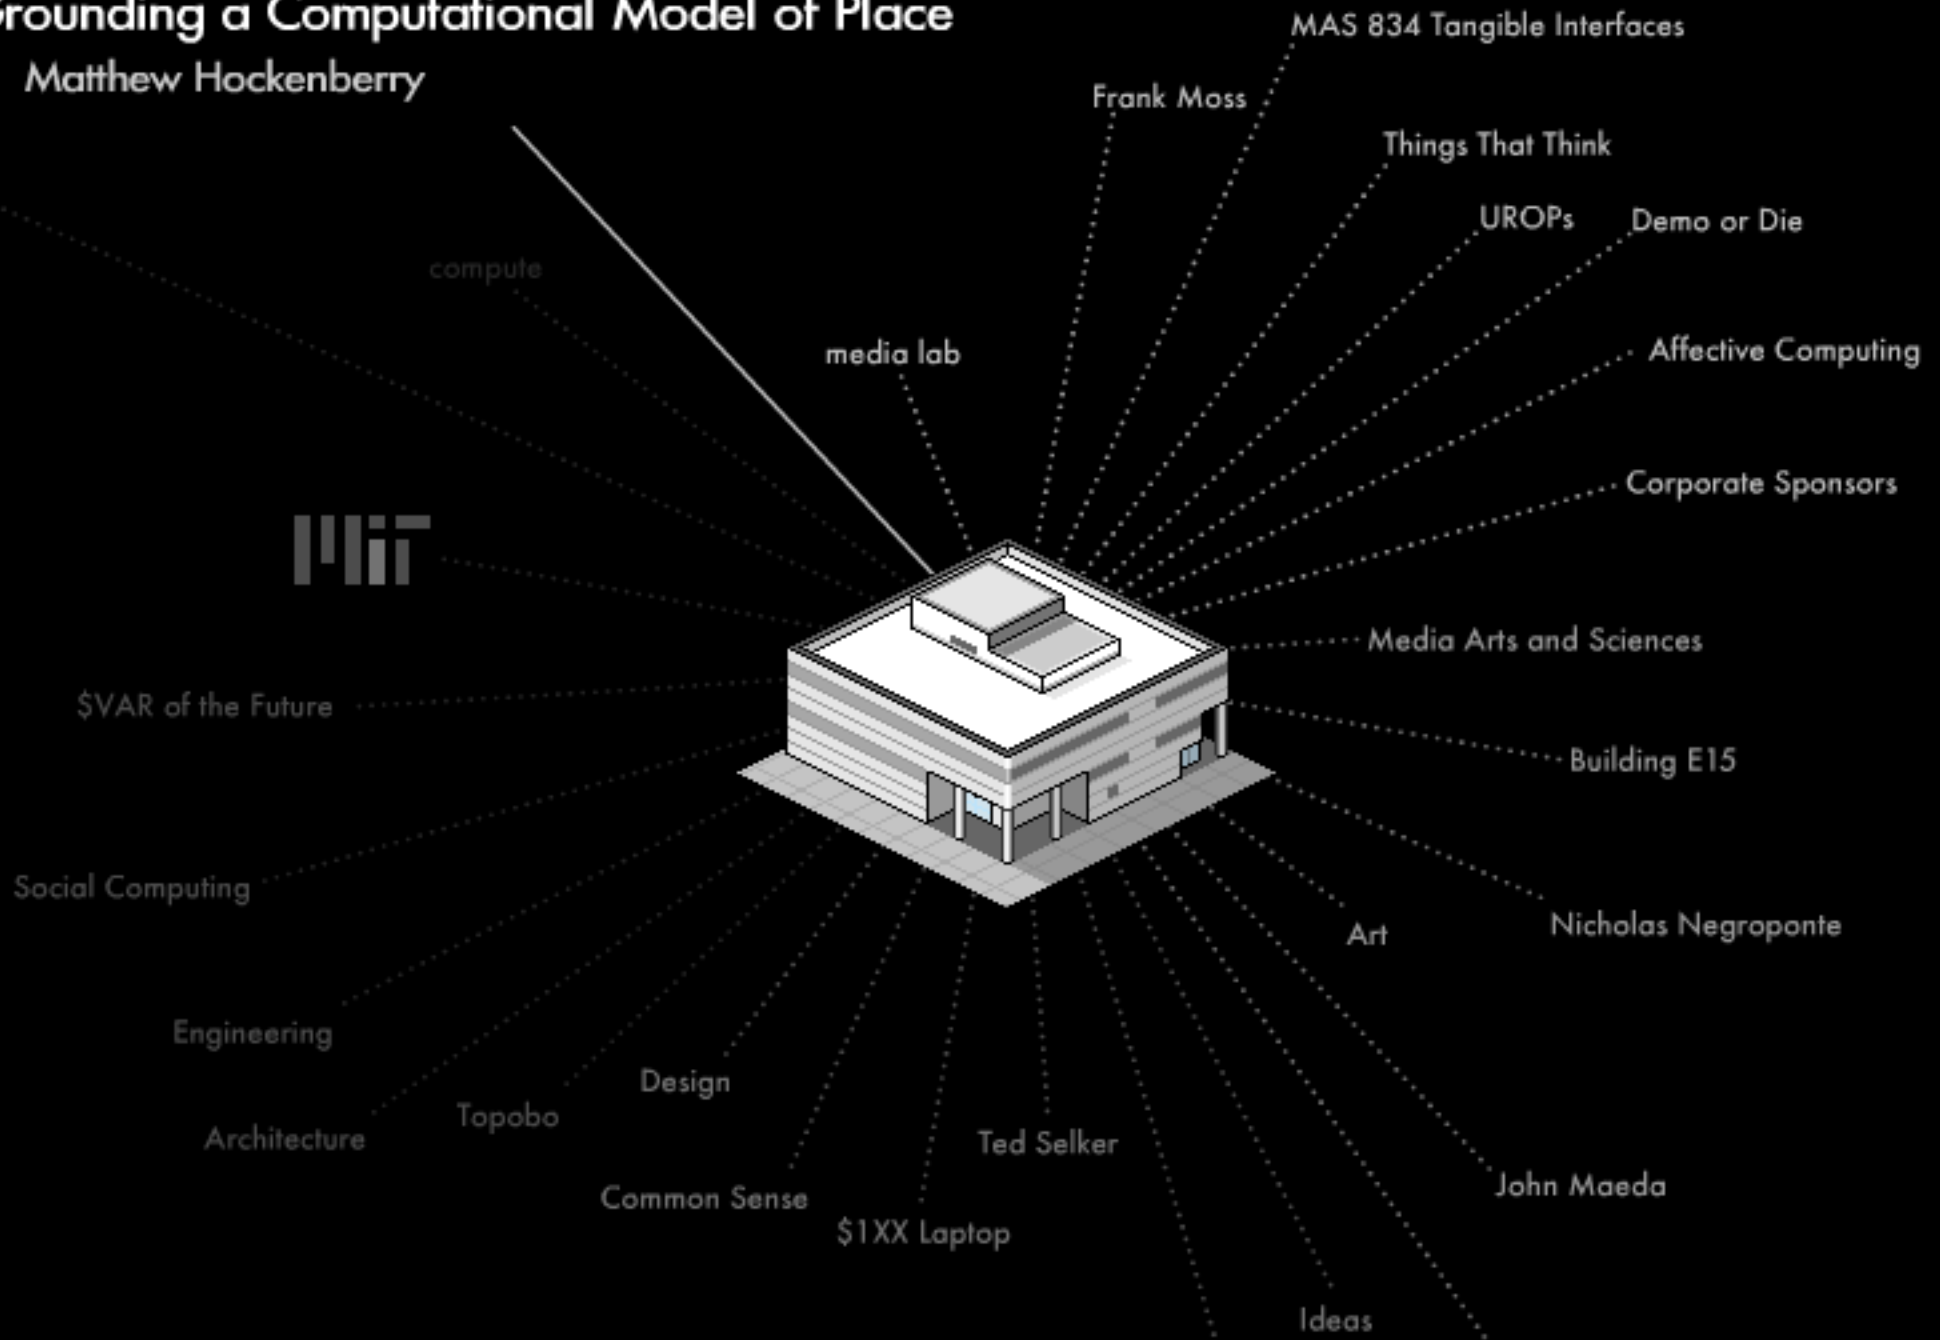 rounding a Computational Model of Place
Matthew Hockenberry
MAS 834 Tangible Interfaces
Frank Moss
Things That Think
UROPs
Demo or Die
compute
media lab
Affective Computing
Corporate Sponsors
MIT
Media Arts and Sciences
$VAR of the Future
Building E15
Social Computing
Nicholas Negroponte
Art
Engineering
Design
Topobo
Architecture
Ted Selker
John Maeda
Common Sense
$1XX Laptop
Ideas